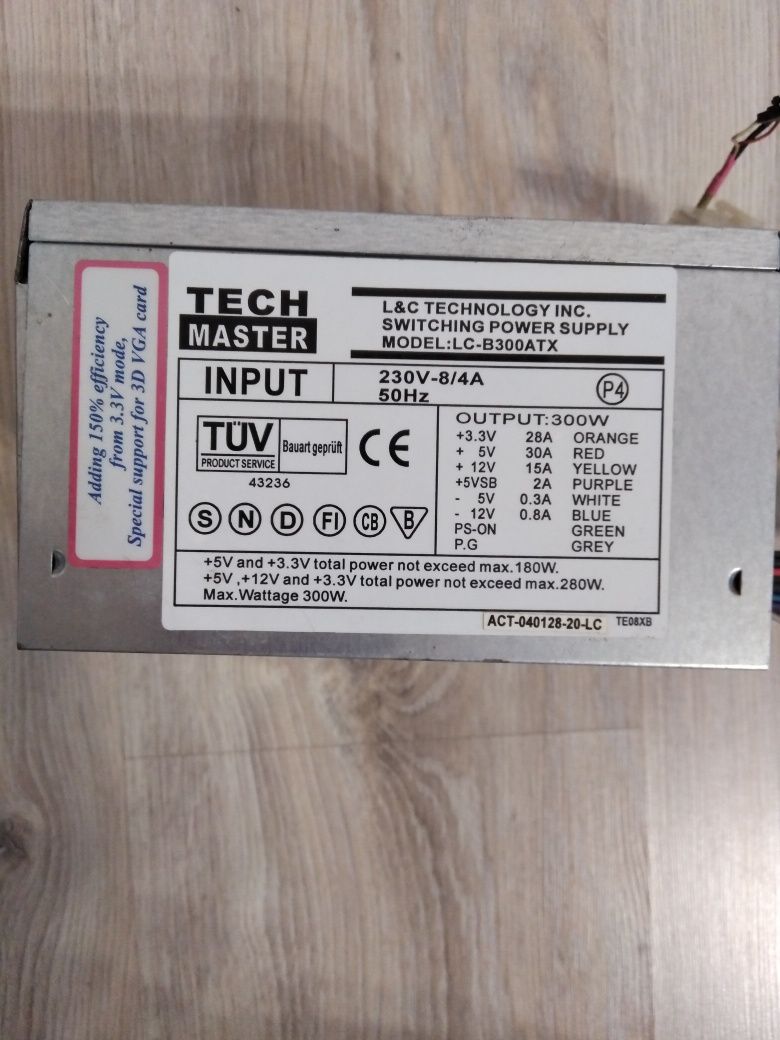 Adding 150% efficiency
from 3.3V mode,
Special support for 3D VGA card
TECH
MASTER
L&C TECHNOLOGY INC.
SWITCHING POWER SUPPLY
MODEL:LC-B300ATX
INPUT
230V-8/4A
50Hz
P4
TÜV
PRODUCT SERVICE
Bauart geprüft
CE
43236
S N D FI CB B
OUTPUT:300W
+3.3V 28A ORANGE
+ 5V 30A RED
+ 12V 15A YELLOW
+5VSB 2A PURPLE
- 5V 0.3A WHITE
- 12V 0.8A BLUE
PS-ON GREEN
P.G GREY
+5V and +3.3V total power not exceed max.180W.
+5V ,+12V and +3.3V total power not exceed max.280W.
Max.Wattage 300W.
ACT-040128-20-LC TE08XB